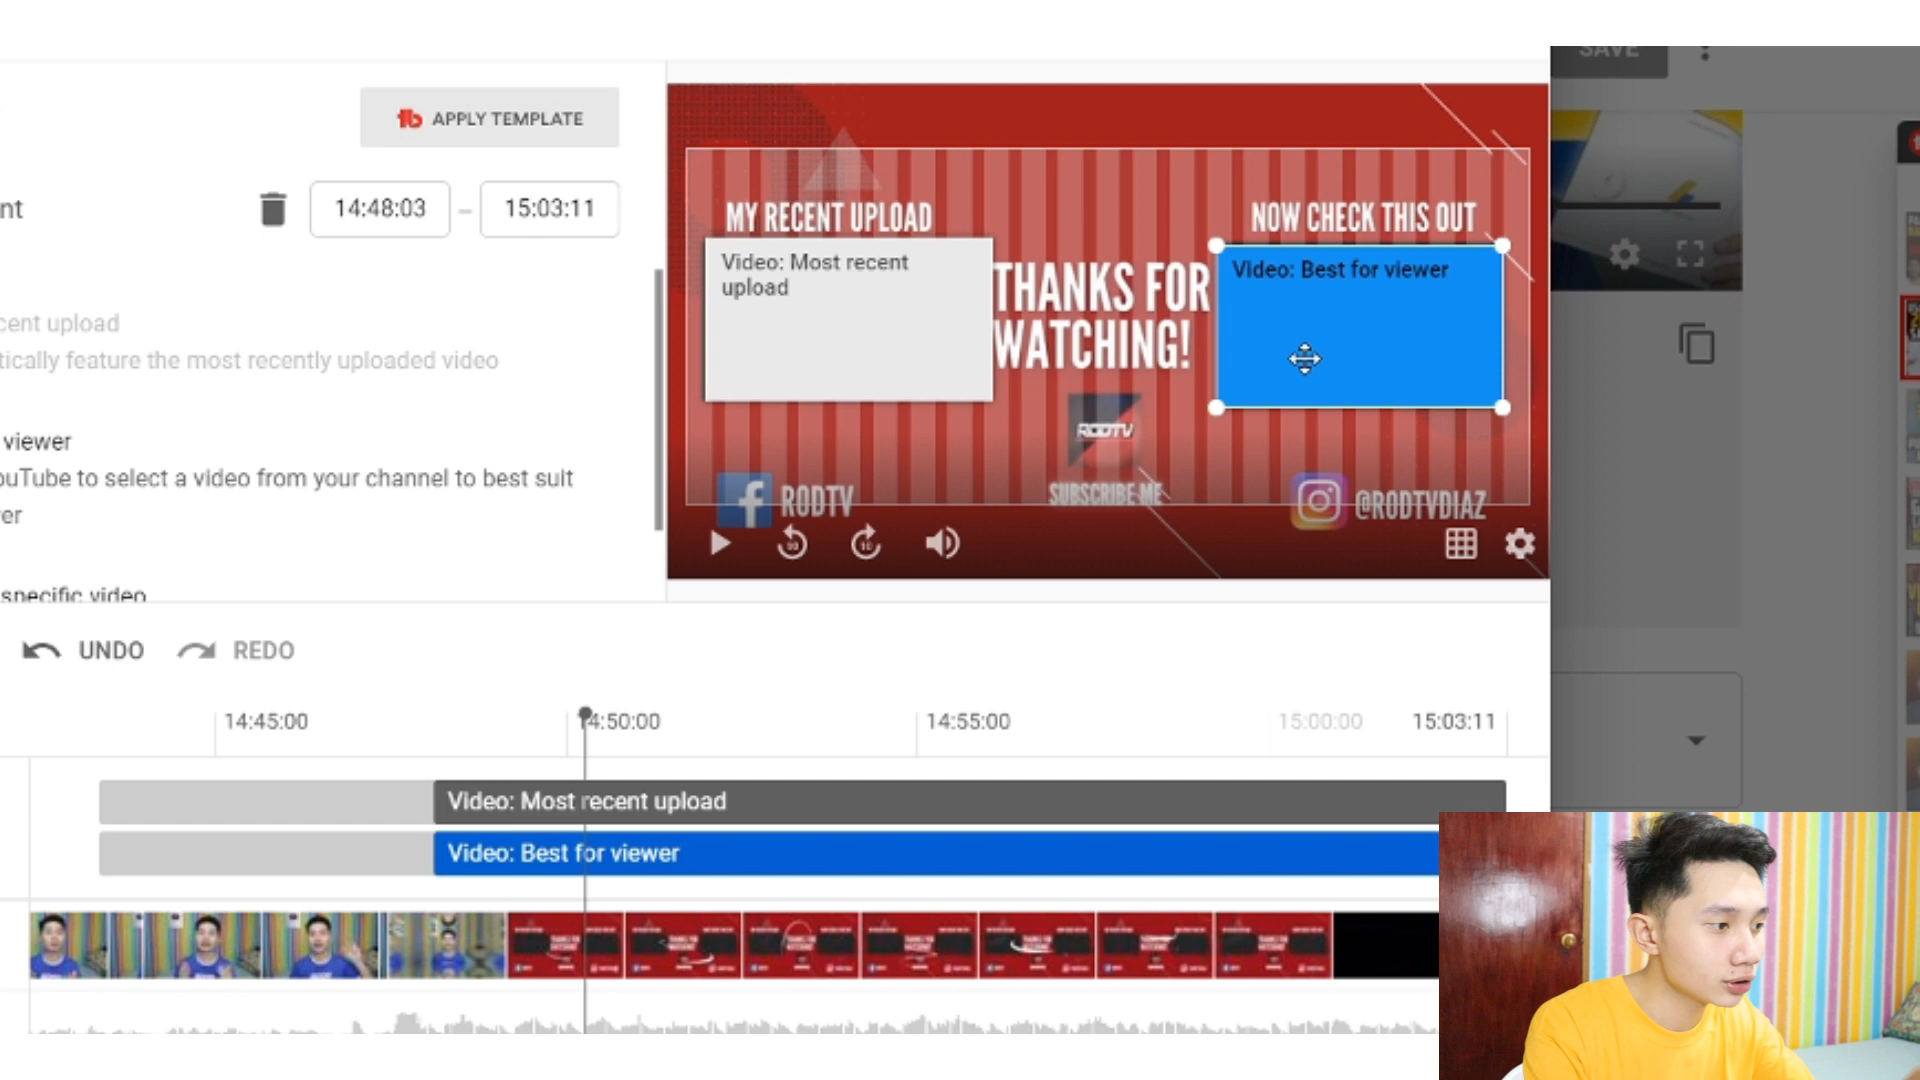 SAVE
APPLY TEMPLATE
nt
14:48:03 – 15:03:11
cent upload
tically feature the most recently uploaded video
viewer
ouTube to select a video from your channel to best suit
er
specific video
MY RECENT UPLOAD
NOW CHECK THIS OUT
Video: Most recent
upload
THANKS FOR
WATCHING!
Video: Best for viewer
RODTV
RODTV
SUBSCRIBE ME
@RODTVDIAZ
10
10
UNDO
REDO
14:45:00
14:50:00
14:55:00
15:00:00
15:03:11
Video: Most recent upload
Video: Best for viewer